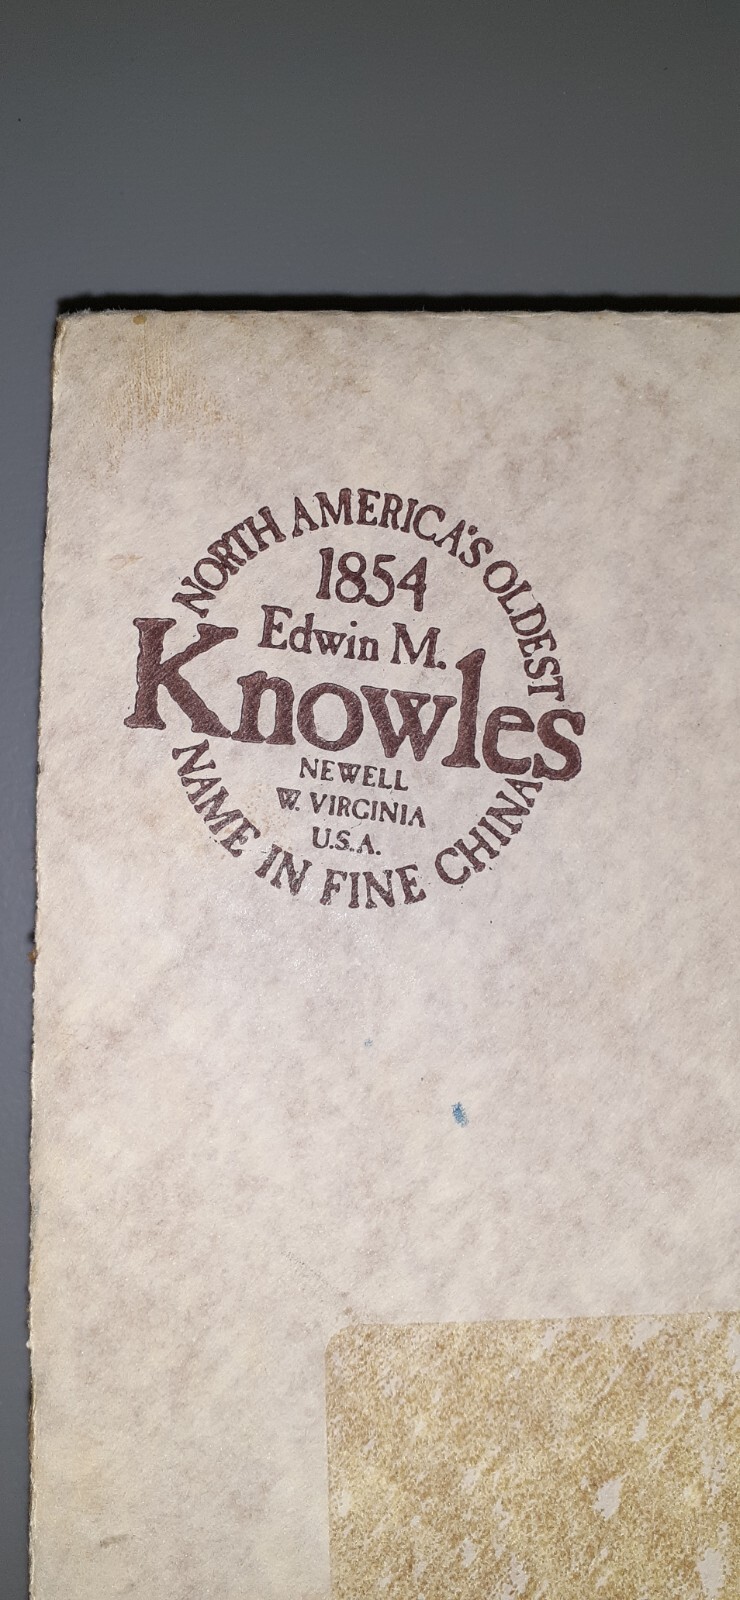 NORTH AMERICA'S OLDEST
1854
Edwin M.
Knowles
NEWELL
W. VIRGINIA
U.S.A.
NAME IN FINE CHINA